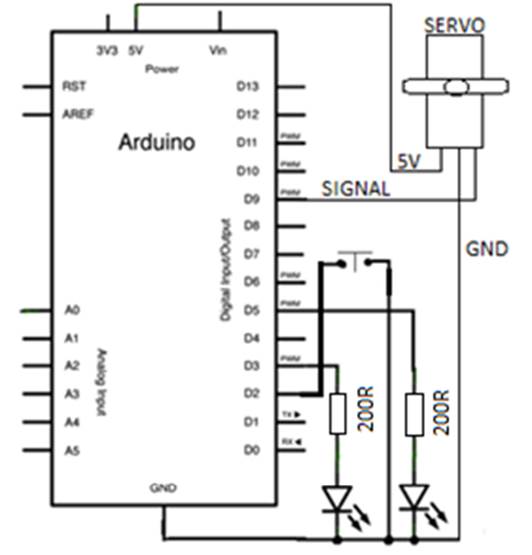 SERVO
3V3 5V Vin
Power
RST
AREF
Arduino
D13
D12
D11 PWM
D10 PWM
D9 PWM
D8
D7
D6 PWM
D5 PWM
D4
D3 PWM
D2
D1 TX
D0 RX
Digital Input/Output
5V
SIGNAL
GND
A0
A1
A2
A3
A4
A5
Analog Input
200R
200R
GND